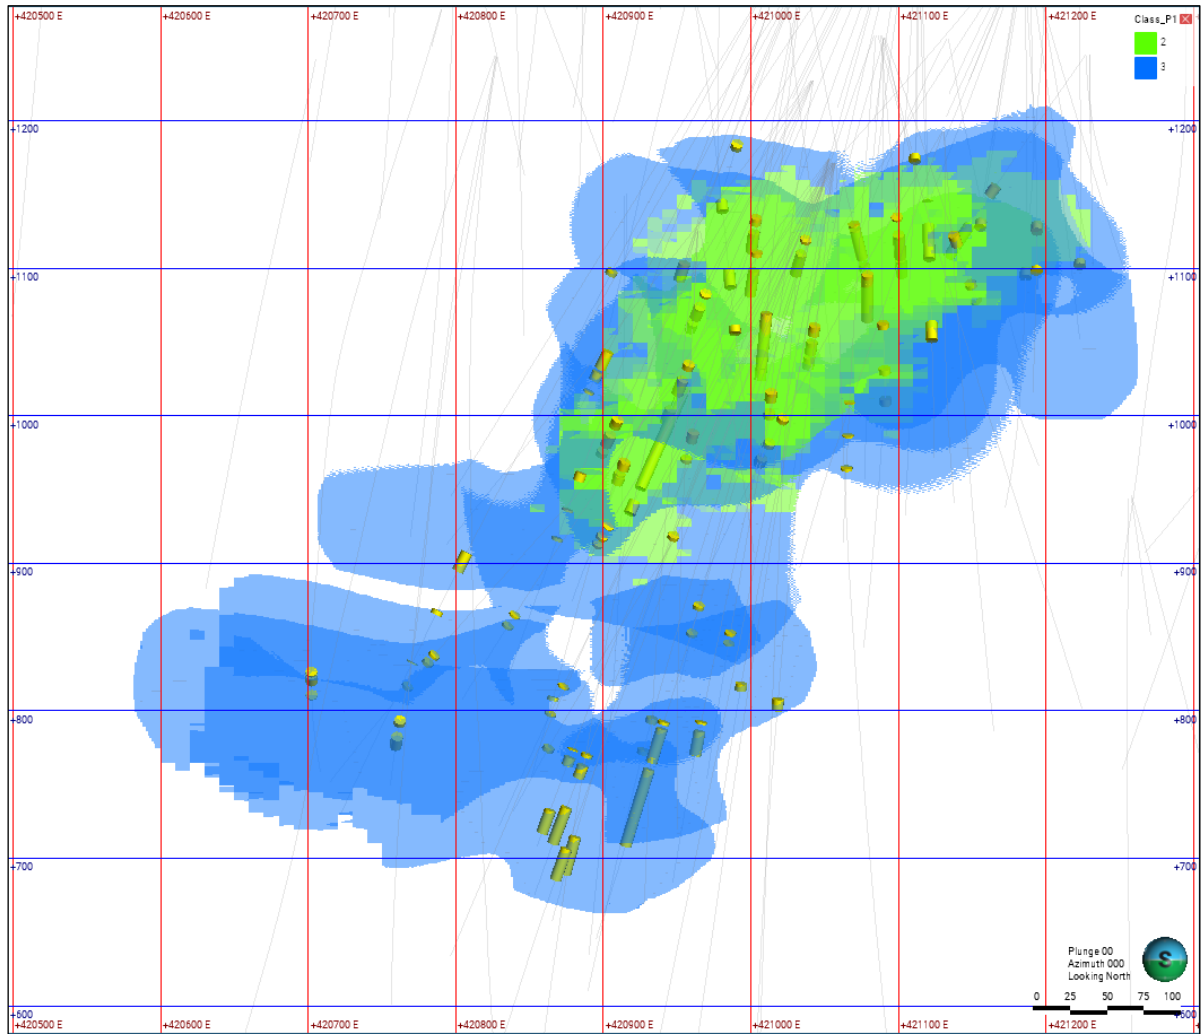 +420500 E +420600 E +420700 E +420800 E +420900 E +421000 E +421100 E +421200 E
Class_P1
2
3
+1200 +1200
+1100 +1100
+1000 +1000
+900 +900
+800 +800
+700 +700
Plunge 00
Azimuth 000
Looking North
S
0 25 50 75 100
+600 +600
+420500 E +420600 E +420700 E +420800 E +420900 E +421000 E +421100 E +421200 E